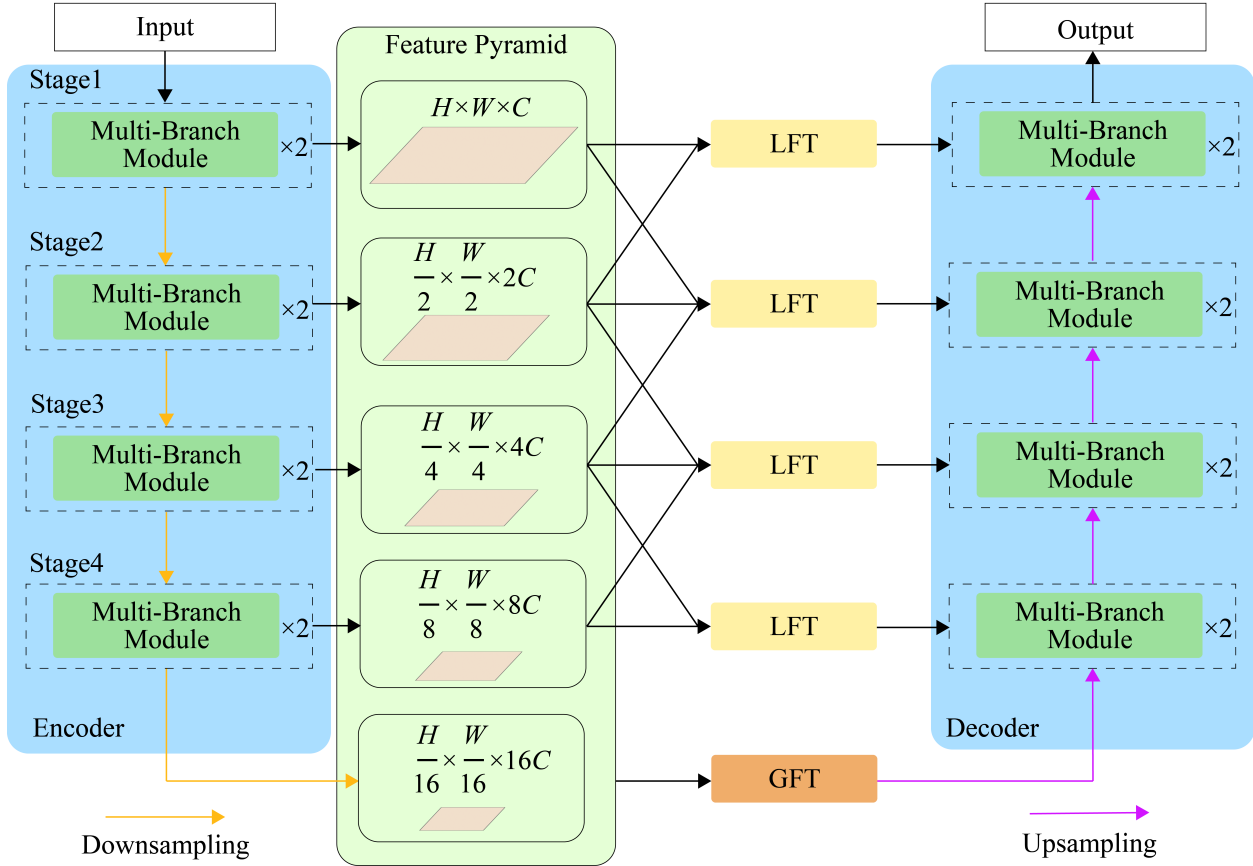 Input
Feature Pyramid
Output
Stage1
Multi-Branch
Module
×2
H×W×C
LFT
Multi-Branch
Module
×2
Stage2
Multi-Branch
Module
×2
H/2 × W/2 ×2C
LFT
Multi-Branch
Module
×2
Stage3
Multi-Branch
Module
×2
H/4 × W/4 ×4C
LFT
Multi-Branch
Module
×2
Stage4
Multi-Branch
Module
×2
H/8 × W/8 ×8C
LFT
Multi-Branch
Module
×2
Encoder
H/16 × W/16 ×16C
GFT
Decoder
Downsampling
Upsampling